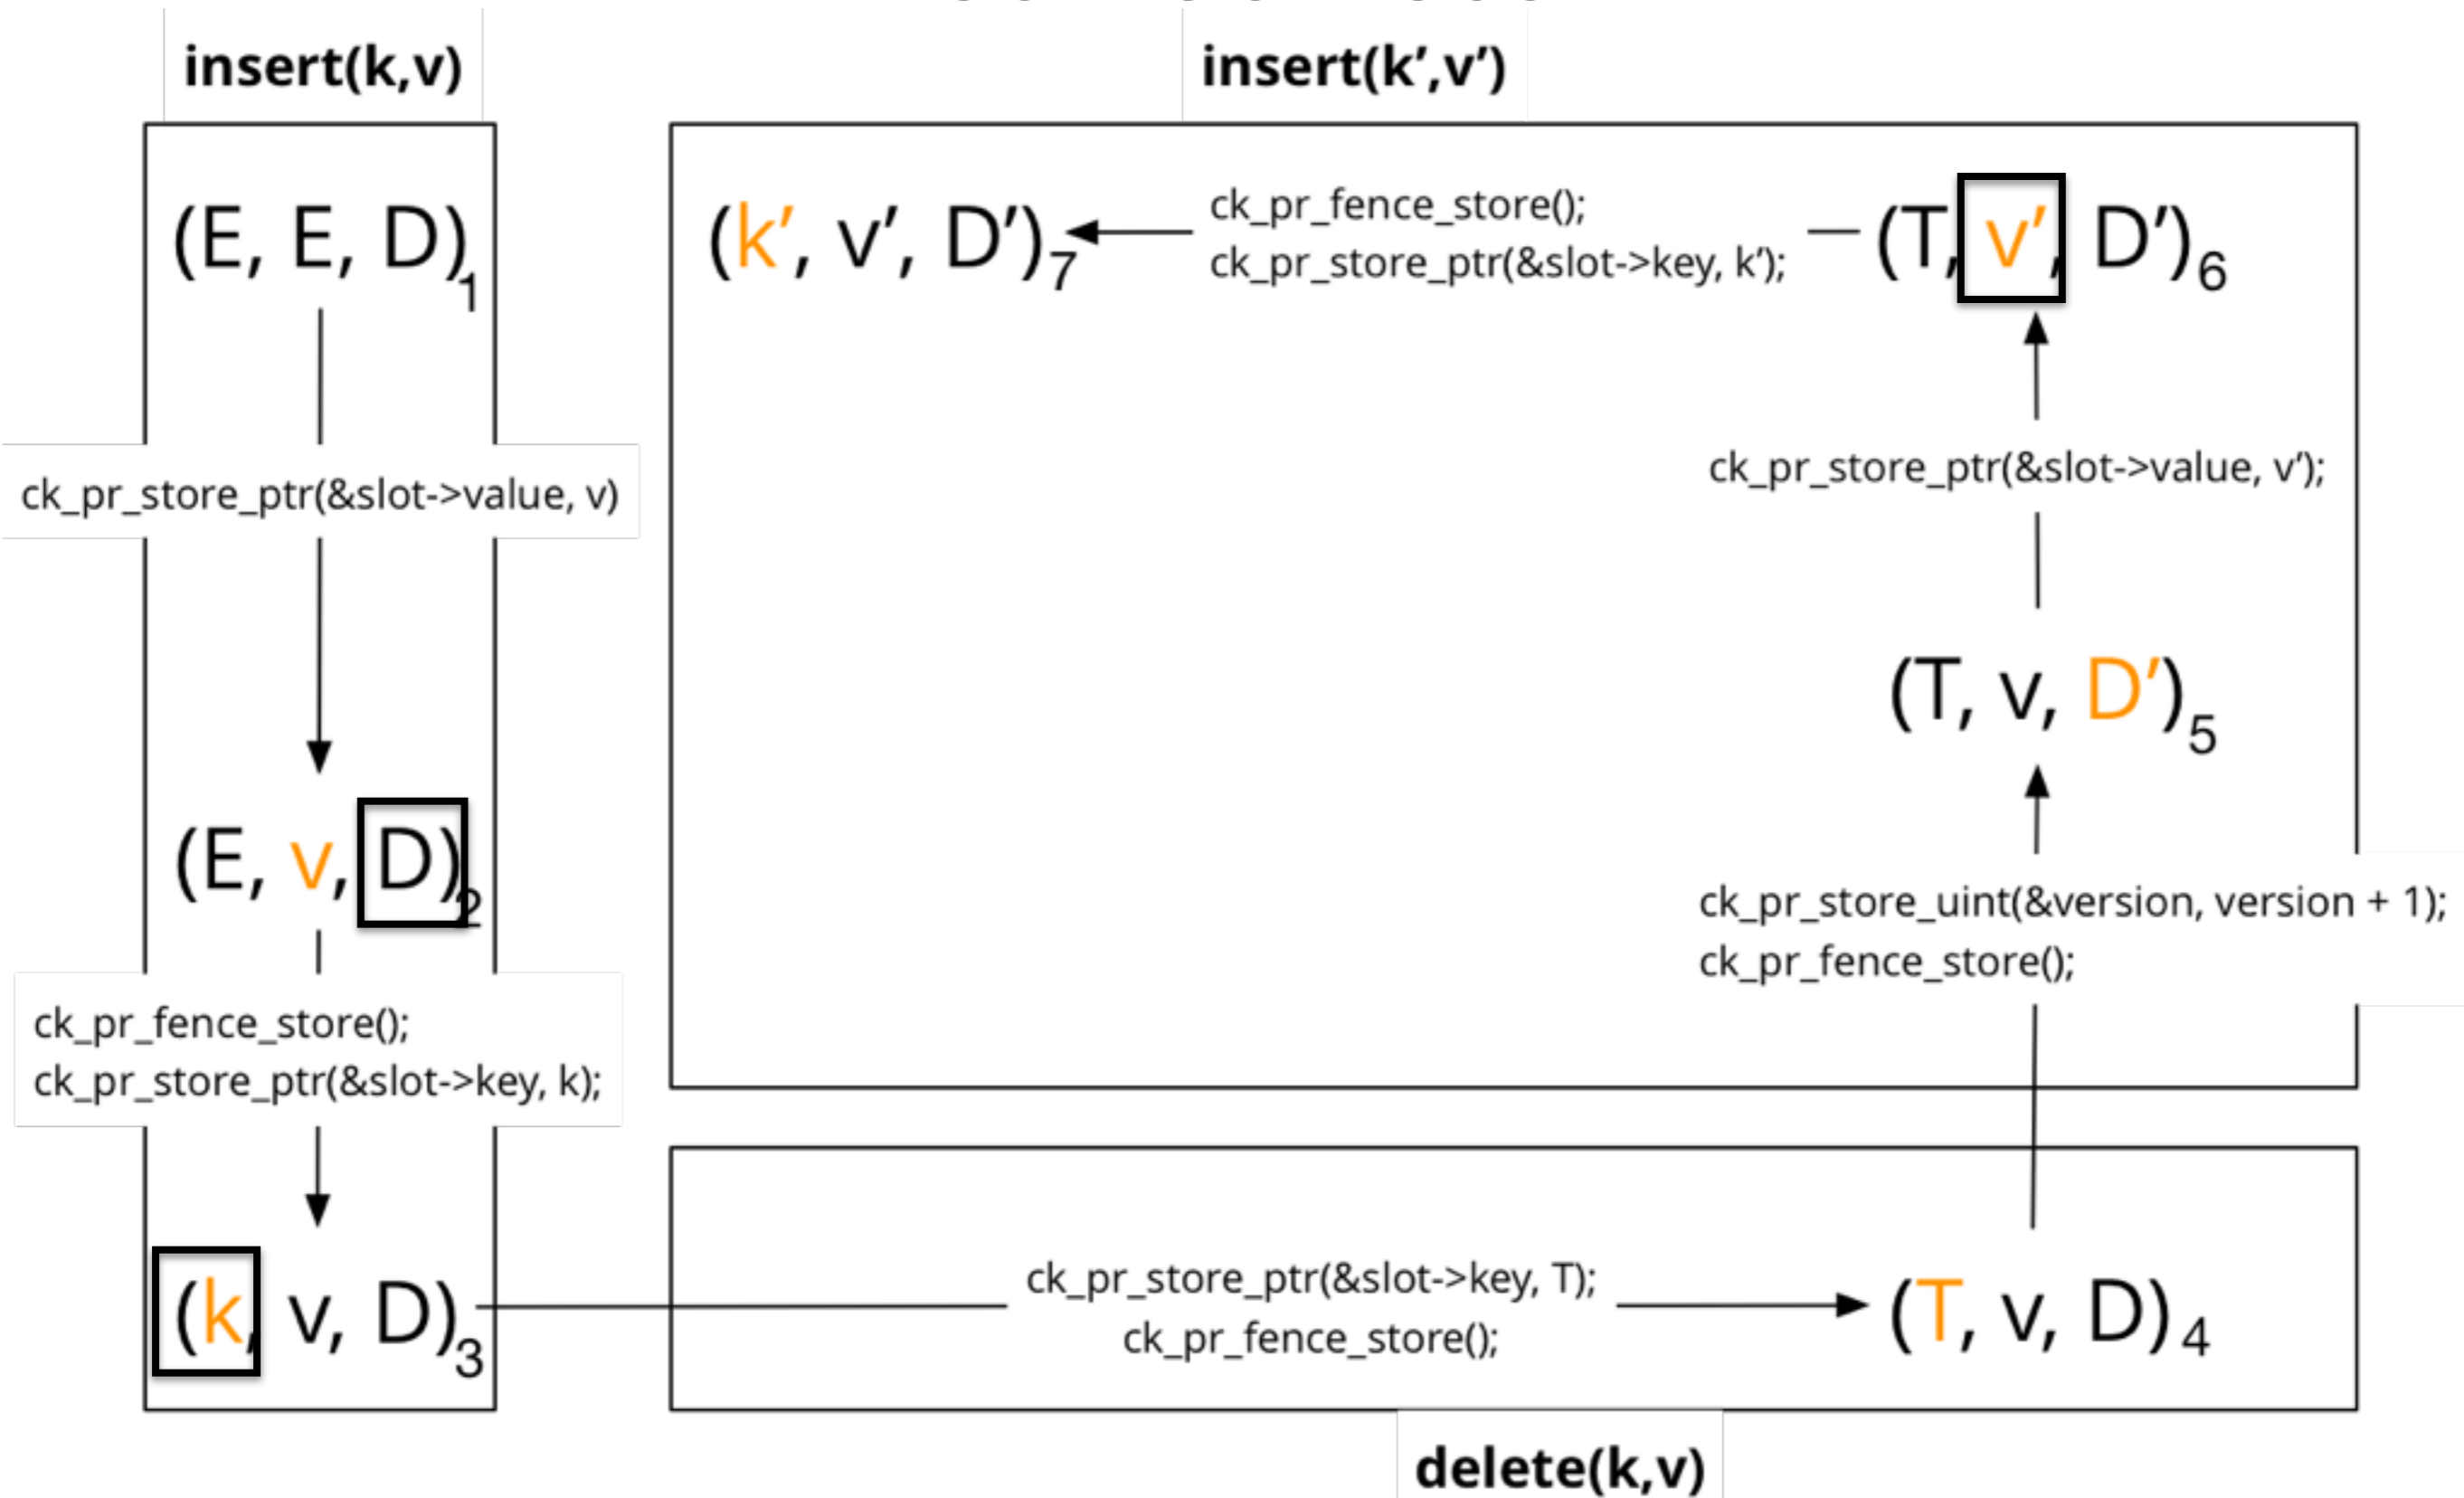 insert(k,v)
insert(k’,v’)
(E, E, D)1
(k’, v’, D’)7
ck_pr_fence_store();
ck_pr_store_ptr(&slot->key, k’);
(T, v’, D’)6
ck_pr_store_ptr(&slot->value, v)
ck_pr_store_ptr(&slot->value, v’);
(T, v, D’)5
(E, v, D)2
ck_pr_store_uint(&version, version + 1);
ck_pr_fence_store();
ck_pr_fence_store();
ck_pr_store_ptr(&slot->key, k);
(k, v, D)3
ck_pr_store_ptr(&slot->key, T);
ck_pr_fence_store();
(T, v, D)4
delete(k,v)